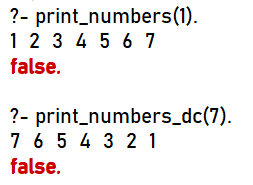 ?- print_numbers(1).
1 2 3 4 5 6 7
false.
?- print_numbers_dc(7).
7 6 5 4 3 2 1
false.